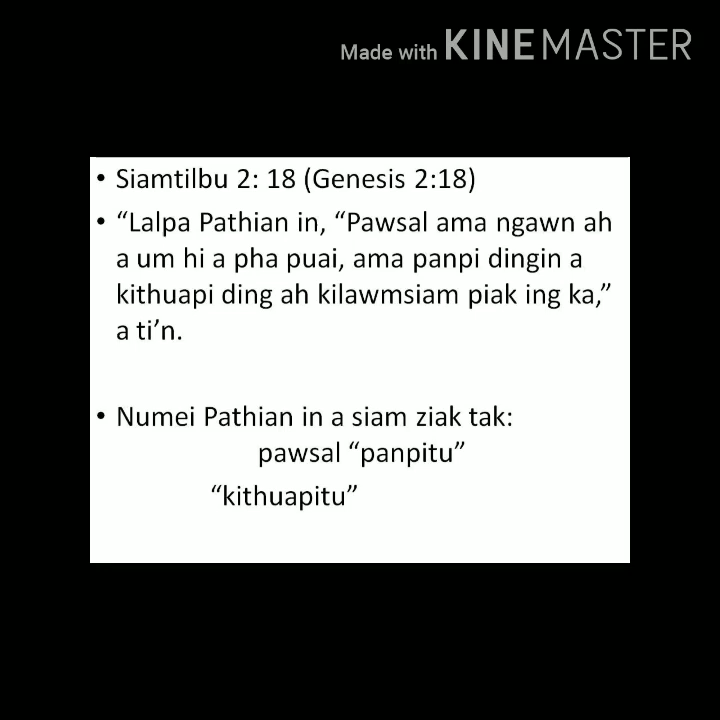 Made with KINEMASTER
• Siamtilbu 2: 18 (Genesis 2:18)
• “Lalpa Pathian in, “Pawsal ama ngawn ah
a um hi a pha puai, ama panpi dingin a
kithuapi ding ah kilawmsiam piak ing ka,”
a ti’n.
• Numei Pathian in a siam ziak tak:
pawsal “panpitu”
“kithuapitu”